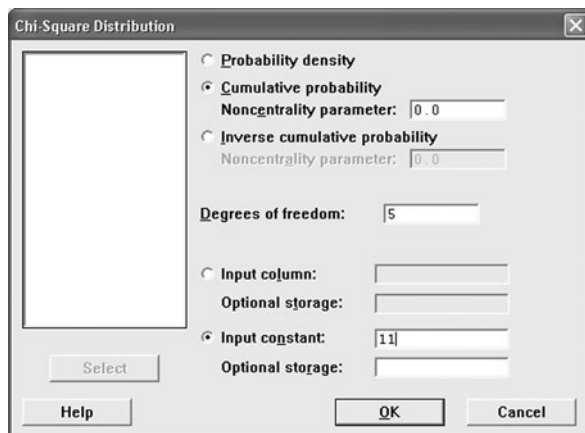 Chi-Square Distribution
Probability density
Cumulative probability
Noncentrality parameter: 0.0
Inverse cumulative probability
Noncentrality parameter: 0.0
Degrees of freedom: 5
Input column:
Optional storage:
Input constant: 11
Optional storage:
Select
Help OK Cancel